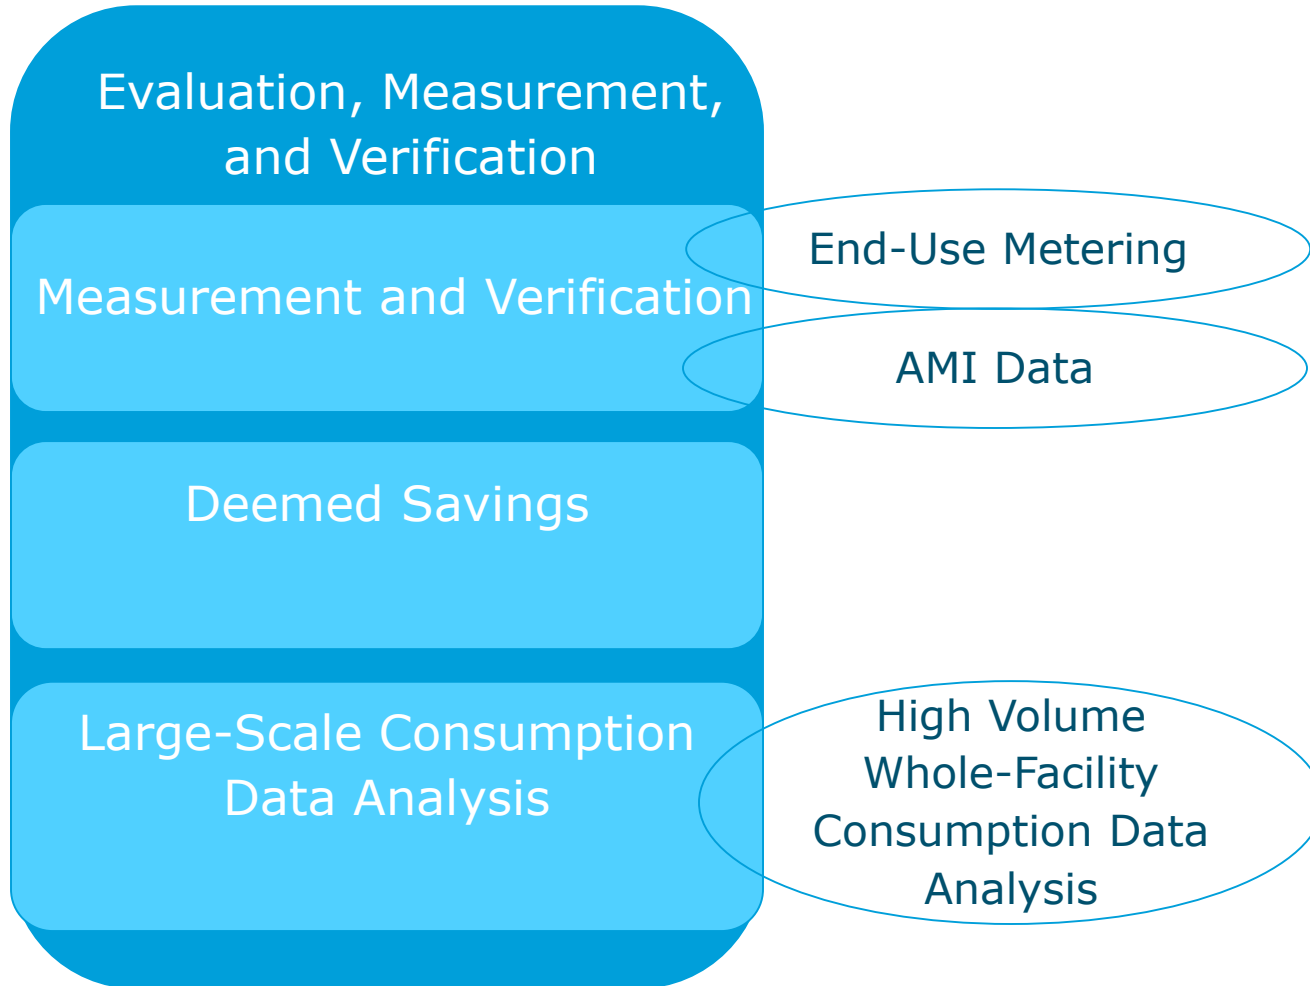 Evaluation, Measurement,
and Verification
Measurement and Verification
End-Use Metering
AMI Data
Deemed Savings
Large-Scale Consumption
Data Analysis
High Volume
Whole-Facility
Consumption Data
Analysis